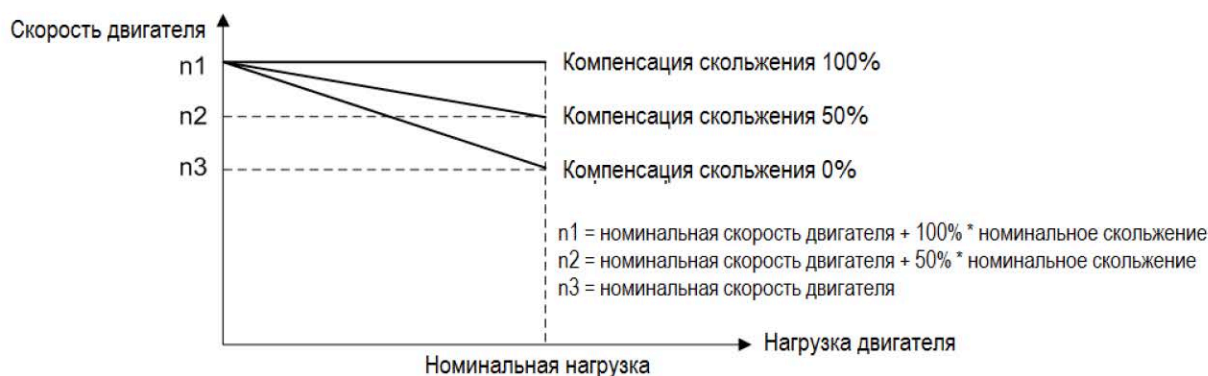 Скорость двигателя
n1
Компенсация скольжения 100%
n2
Компенсация скольжения 50%
n3
Компенсация скольжения 0%
n1 = номинальная скорость двигателя + 100% * номинальное скольжение
n2 = номинальная скорость двигателя + 50% * номинальное скольжение
n3 = номинальная скорость двигателя
Нагрузка двигателя
Номинальная нагрузка